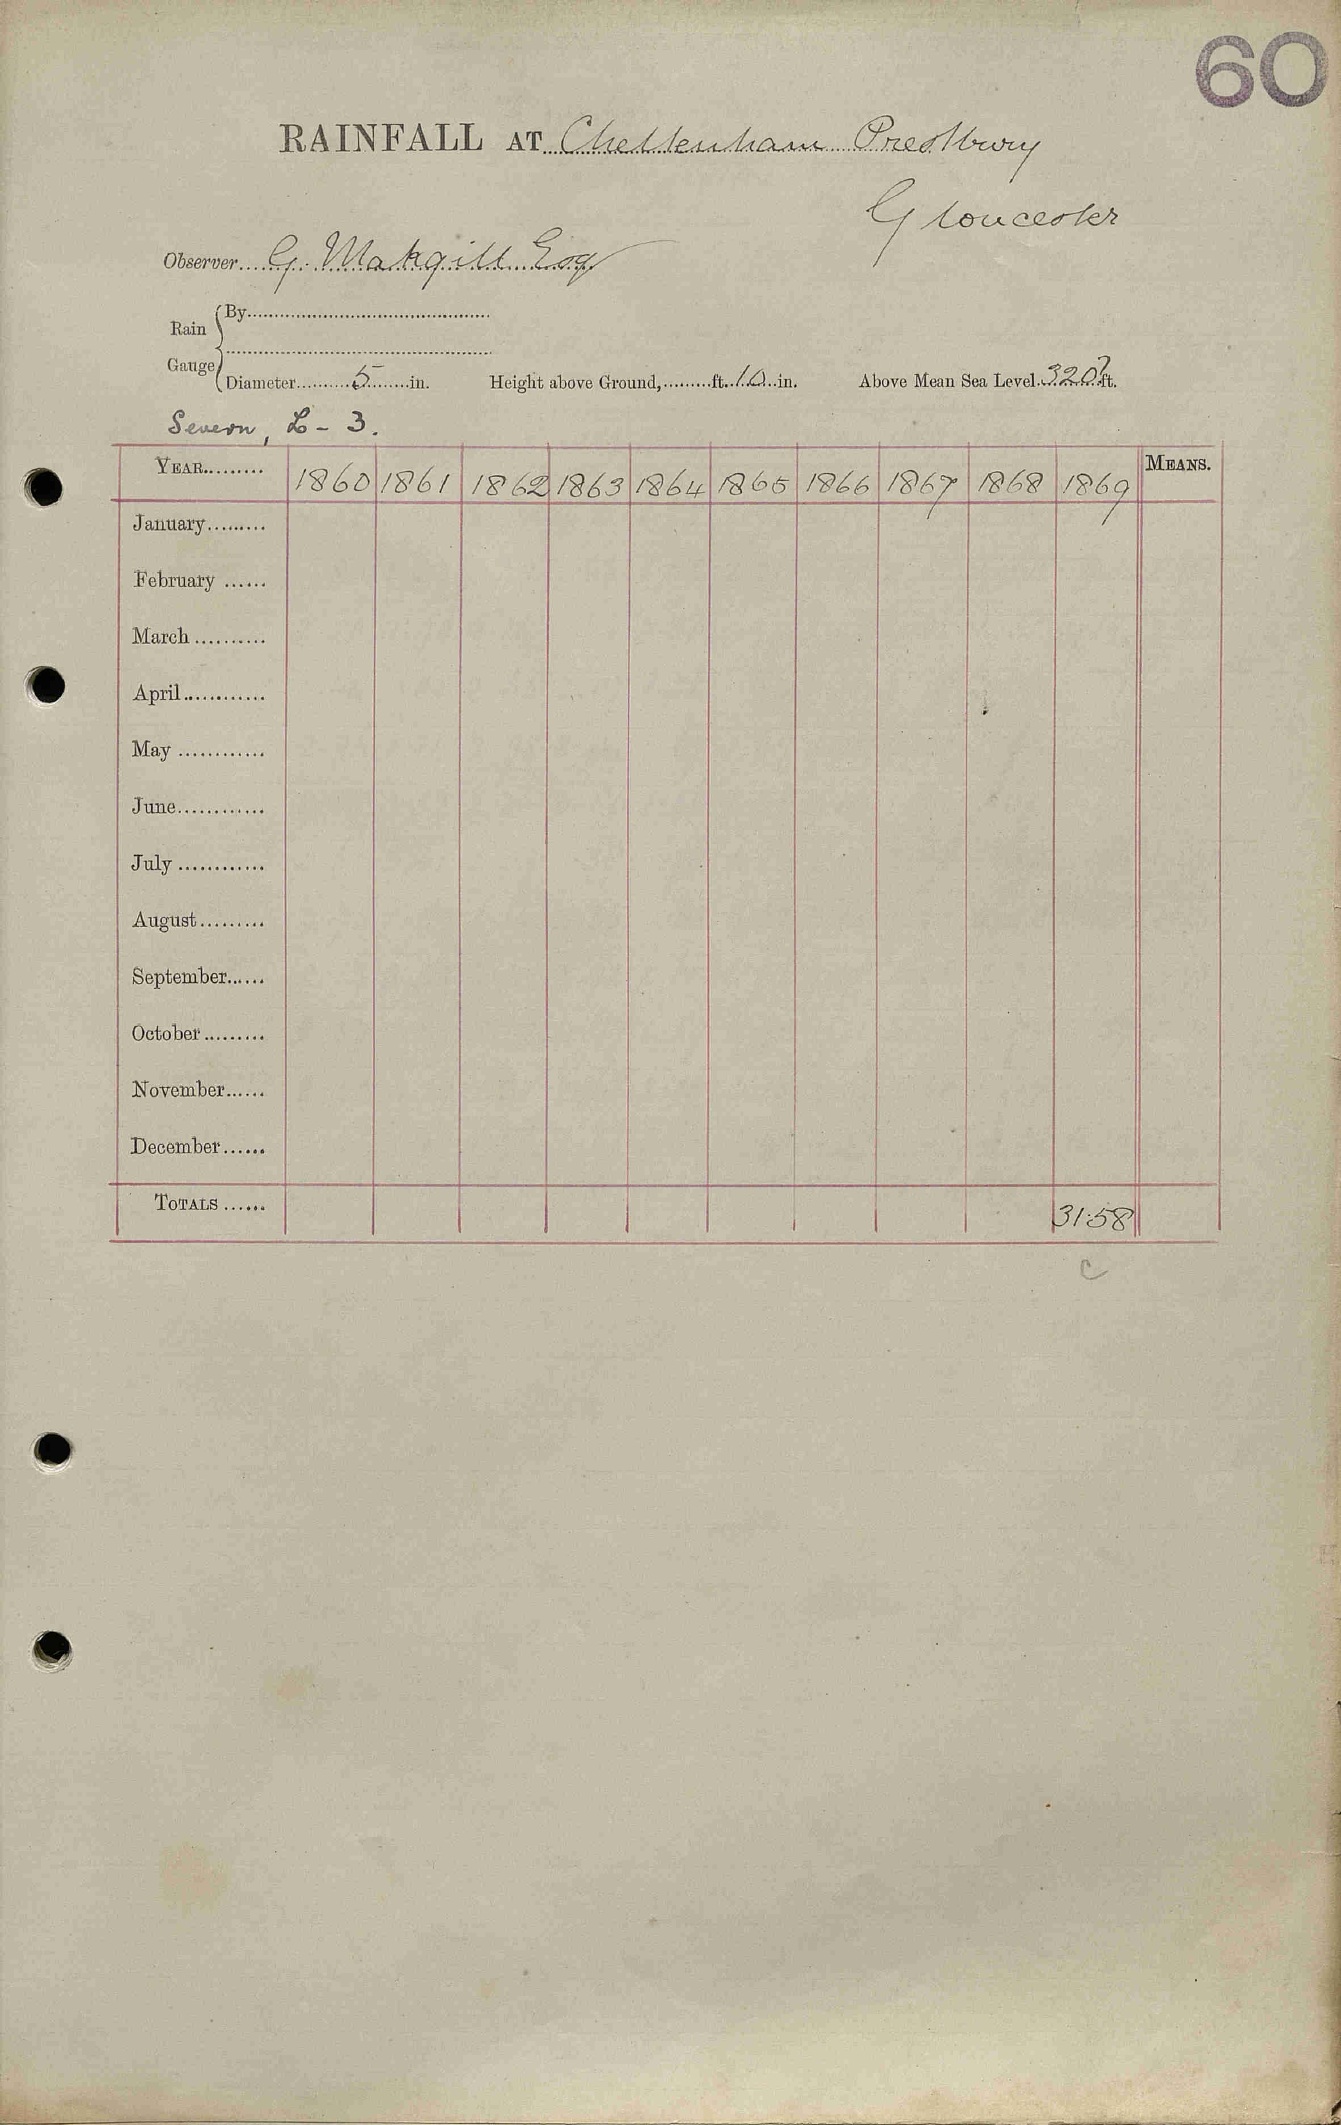 60
RAINFALL AT Cheltenham Prestbury
Gloucester
Observer.... G. Makgill Esq
Rain Gauge { By
Diameter 5 in. Height above Ground, ft. 10 in. Above Mean Sea Level 320? ft.
Severn, L - 3.
YEAR 1860 1861 1862 1863 1864 1865 1866 1867 1868 1869 MEANS.
January
February
March
April
May
June
July
August
September
October
November
December
TOTALS 31.58
C